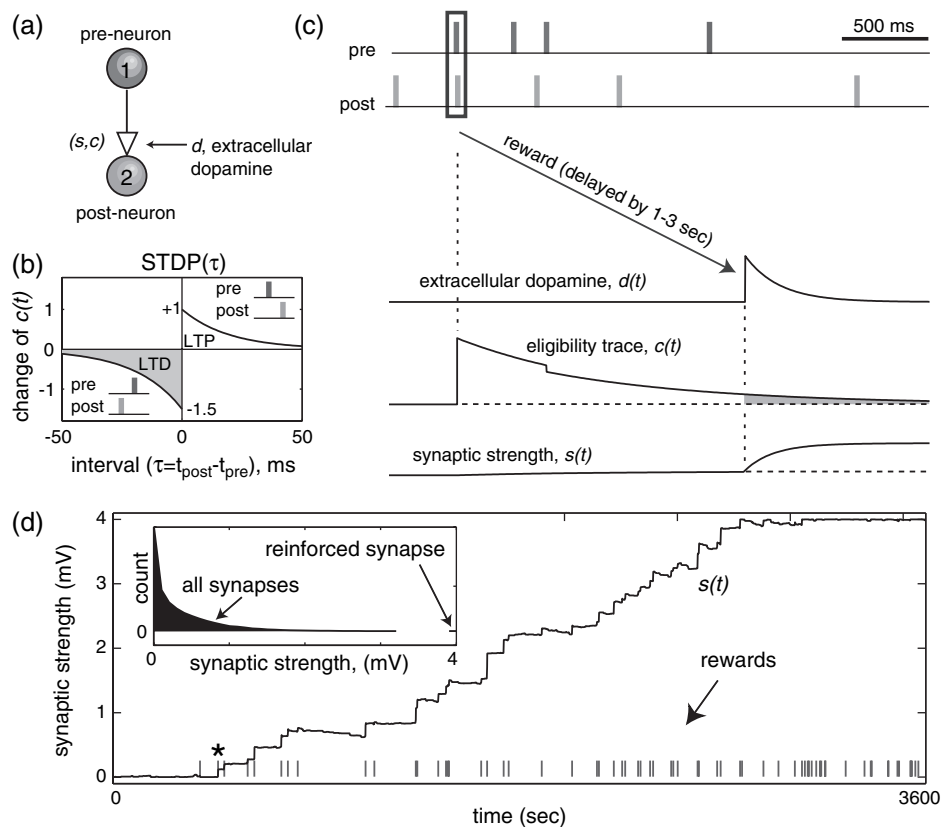 (a)
pre-neuron
1
(s,c)
d, extracellular
dopamine
2
post-neuron
(b)
STDP(τ)
change of c(t)
1
0
-1
+1
pre
post
LTP
LTD
pre
post
-1.5
-50
0
50
interval (τ=tpost-tpre), ms
(c)
500 ms
pre
post
reward (delayed by 1-3 sec)
extracellular dopamine, d(t)
eligibility trace, c(t)
synaptic strength, s(t)
(d)
synaptic strength (mV)
4
3
2
1
0
count
0
reinforced synapse
all synapses
0
synaptic strength, (mV)
4
s(t)
rewards
*
0
3600
time (sec)